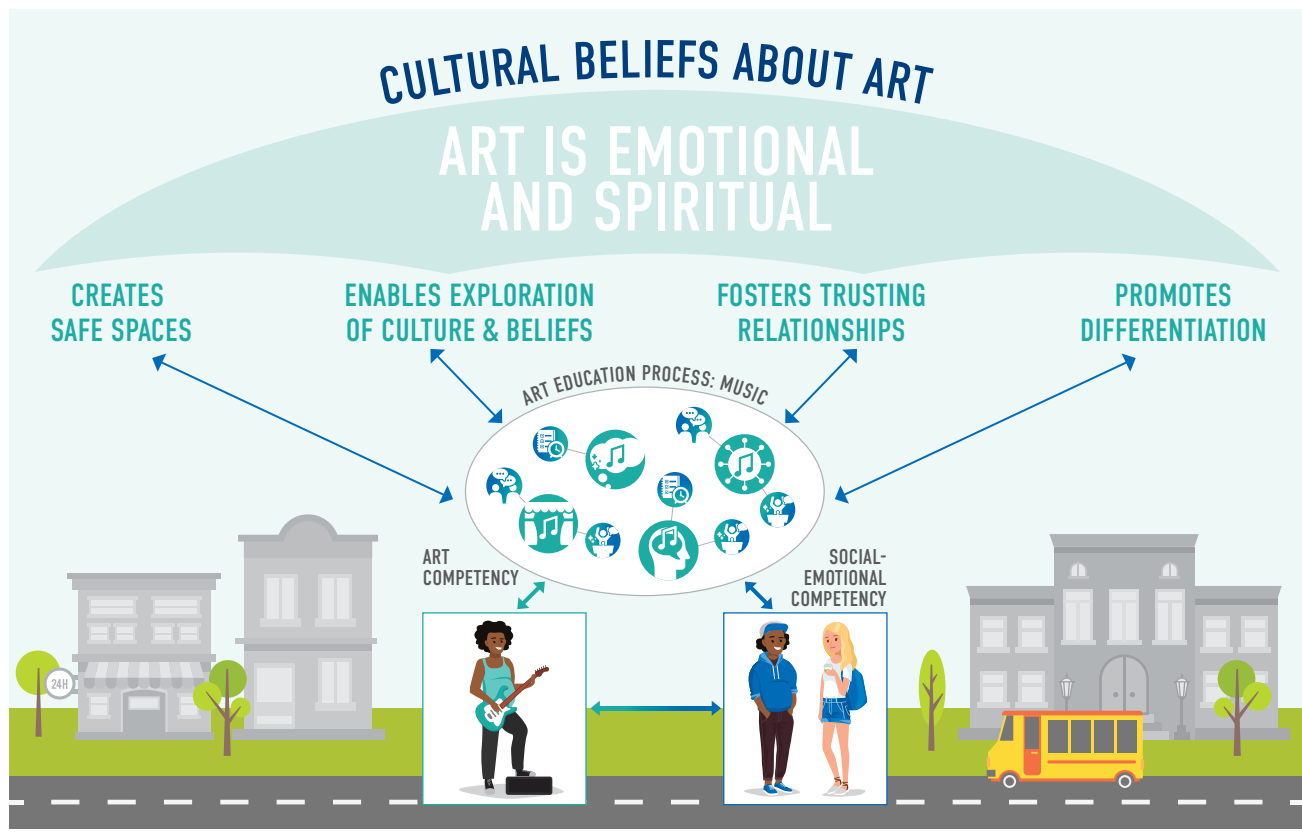 CULTURAL BELIEFS ABOUT ART
ART IS EMOTIONAL
AND SPIRITUAL
CREATES
SAFE SPACES
ENABLES EXPLORATION
OF CULTURE & BELIEFS
FOSTERS TRUSTING
RELATIONSHIPS
PROMOTES
DIFFERENTIATION
ART EDUCATION PROCESS: MUSIC
ART
COMPETENCY
SOCIAL-
EMOTIONAL
COMPETENCY
24H